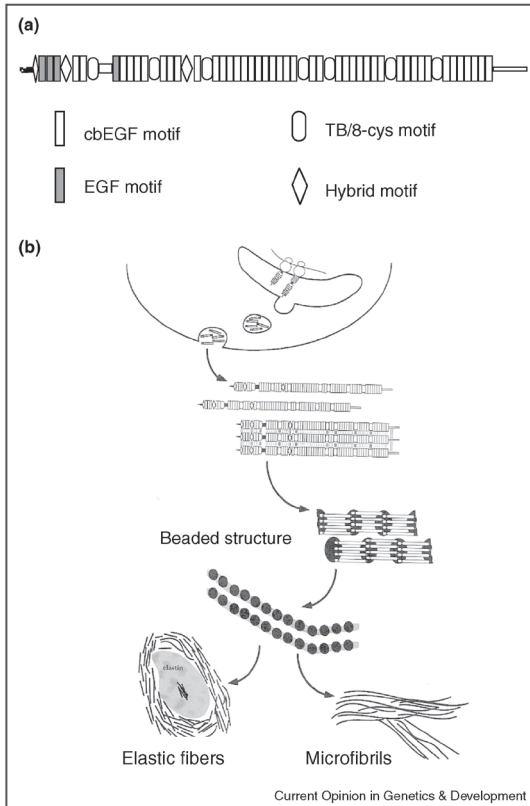 (a)
cbEGF motif
TB/8-cys motif
EGF motif
Hybrid motif
(b)
Beaded structure
elastin
Elastic fibers
Microfibrils
Current Opinion in Genetics & Development